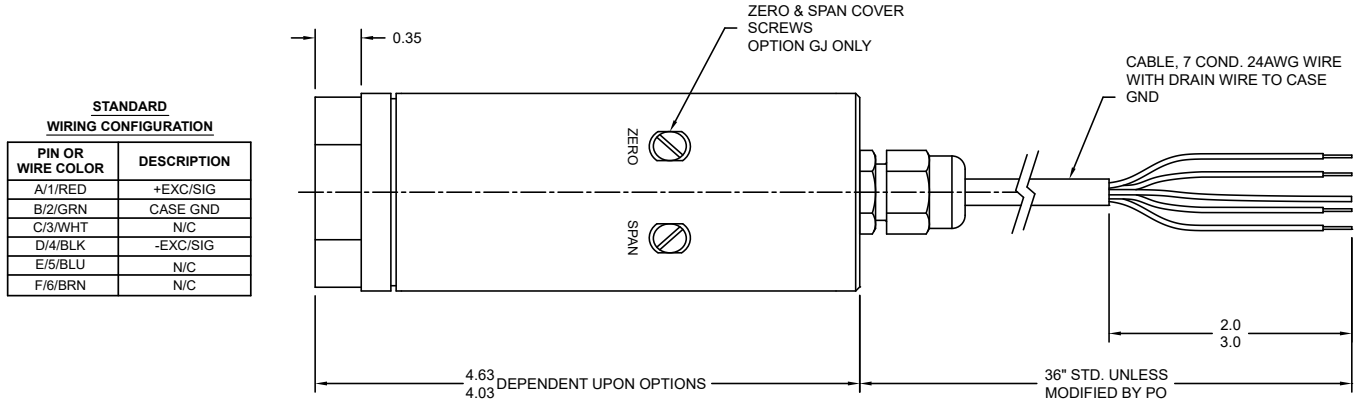 ZERO & SPAN COVER
SCREWS
OPTION GJ ONLY
0.35
CABLE, 7 COND. 24AWG WIRE
WITH DRAIN WIRE TO CASE
GND
STANDARD
WIRING CONFIGURATION
PIN OR
WIRE COLOR
DESCRIPTION
A/1/RED +EXC/SIG
B/2/GRN CASE GND
C/3/WHT N/C
D/4/BLK -EXC/SIG
E/5/BLU N/C
F/6/BRN N/C
ZERO
SPAN
2.0
3.0
4.63
4.03
DEPENDENT UPON OPTIONS
36" STD. UNLESS
MODIFIED BY PO